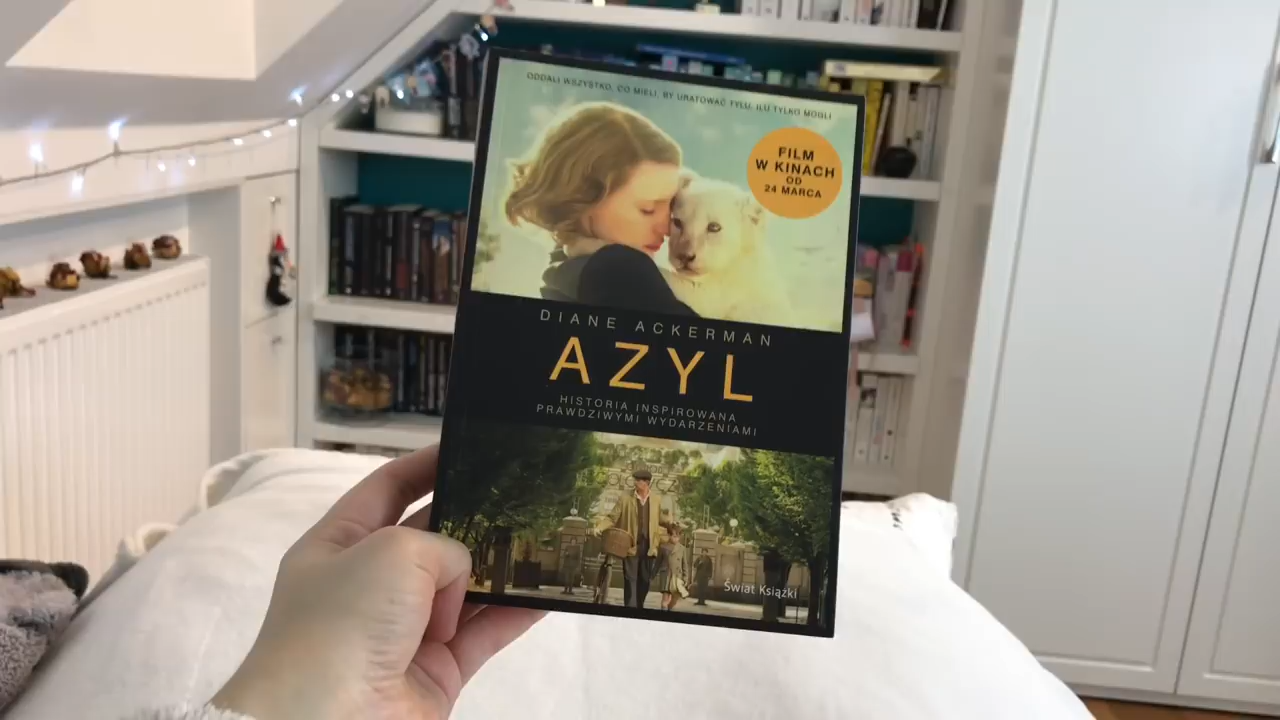 ODDALI WSZYSTKO, CO MIELI, BY URATOWAĆ TYLU, ILU TYLKO MOGLI
FILM
W KINACH
OD
24 MARCA
DIANE ACKERMAN
AZYL
HISTORIA INSPIROWANA
PRAWDZIWYMI WYDARZENIAMI
Świat Książki